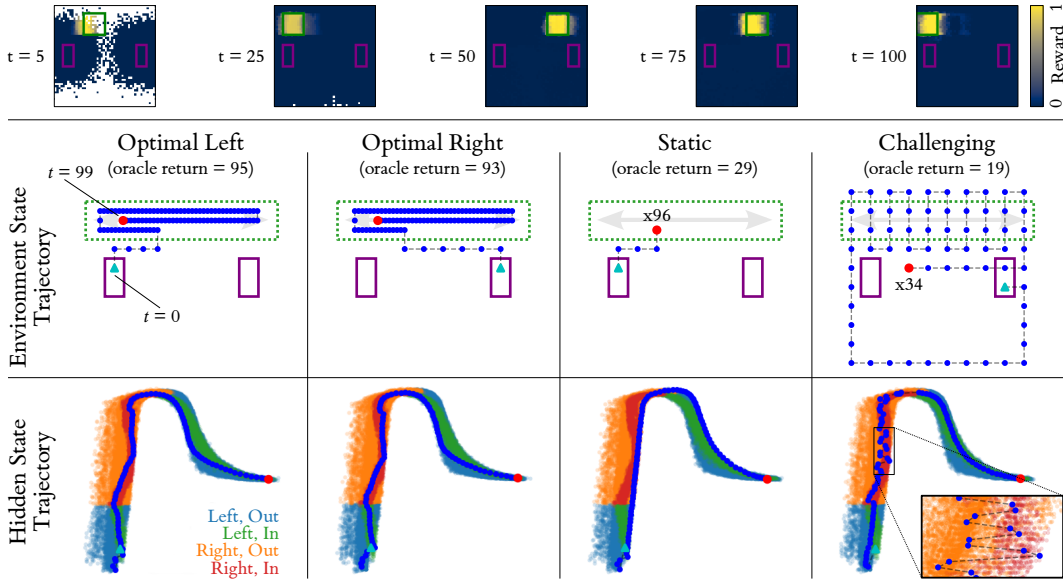 t = 5
t = 25
t = 50
t = 75
t = 100
0 Reward 1
Optimal Left
(oracle return = 95)
Optimal Right
(oracle return = 93)
Static
(oracle return = 29)
Challenging
(oracle return = 19)
Environment State
Trajectory
t = 99
t = 0
x96
x34
Hidden State
Trajectory
Left, Out
Left, In
Right, Out
Right, In